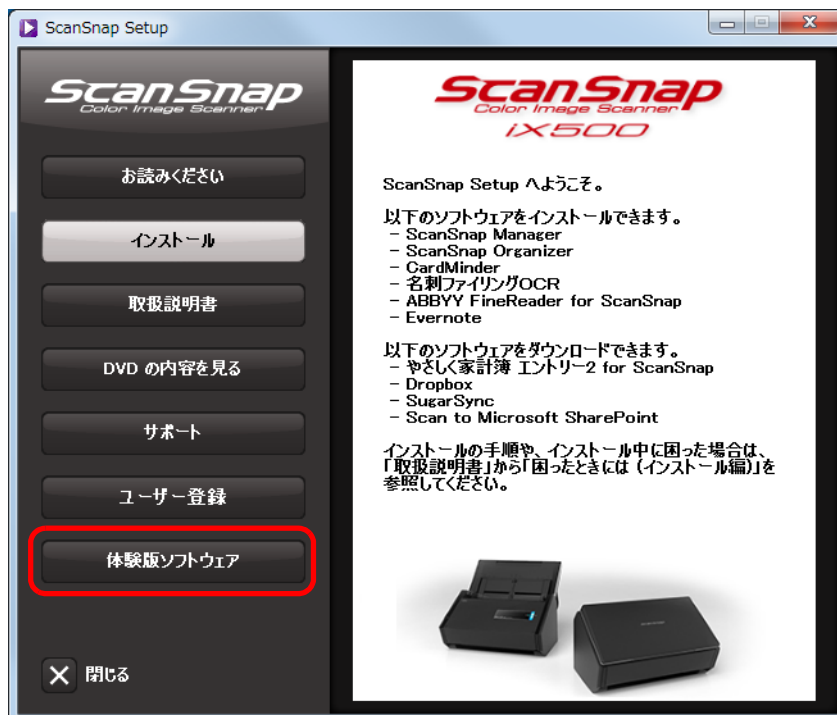 ScanSnap Setup
ScanSnap
Color Image Scanner
お読みください
インストール
取扱説明書
DVD の内容を見る
サポート
ユーザー登録
体験版ソフトウェア
閉じる
ScanSnap
Color Image Scanner
iX500
ScanSnap Setup へようこそ。
以下のソフトウェアをインストールできます。
- ScanSnap Manager
- ScanSnap Organizer
- CardMinder
- 名刺ファイリングOCR
- ABBYY FineReader for ScanSnap
- Evernote
以下のソフトウェアをダウンロードできます。
- やさしく家計簿 エントリー2 for ScanSnap
- Dropbox
- SugarSync
- Scan to Microsoft SharePoint
インストールの手順や、インストール中に困った場合は、
「取扱説明書」から「困ったときには (インストール編)」を
参照してください。